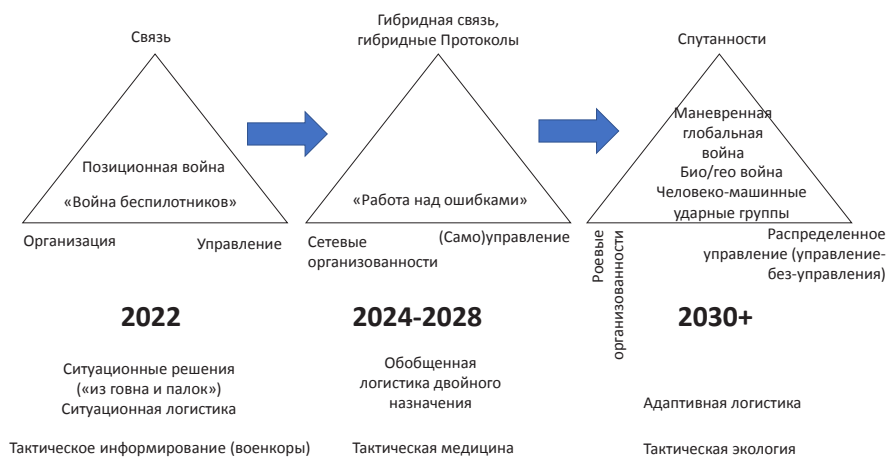 Связь
Позиционная война
«Война беспилотников»
Организация
Управление
2022
Ситуационные решения
(«из говна и палок»)
Ситуационная логистика
Тактическое информирование (военкоры)
Гибридная связь,
гибридные Протоколы
«Работа над ошибками»
Сетевые
организованности
(Само)управление
2024-2028
Обобщенная
логистика двойного
назначения
Тактическая медицина
Спутанности
Маневренная
глобальная
война
Био/гео война
Человеко-машинные
ударные группы
Роевые
организованности
Распределенное
управление (управление-
без-управления)
2030+
Адаптивная логистика
Тактическая экология